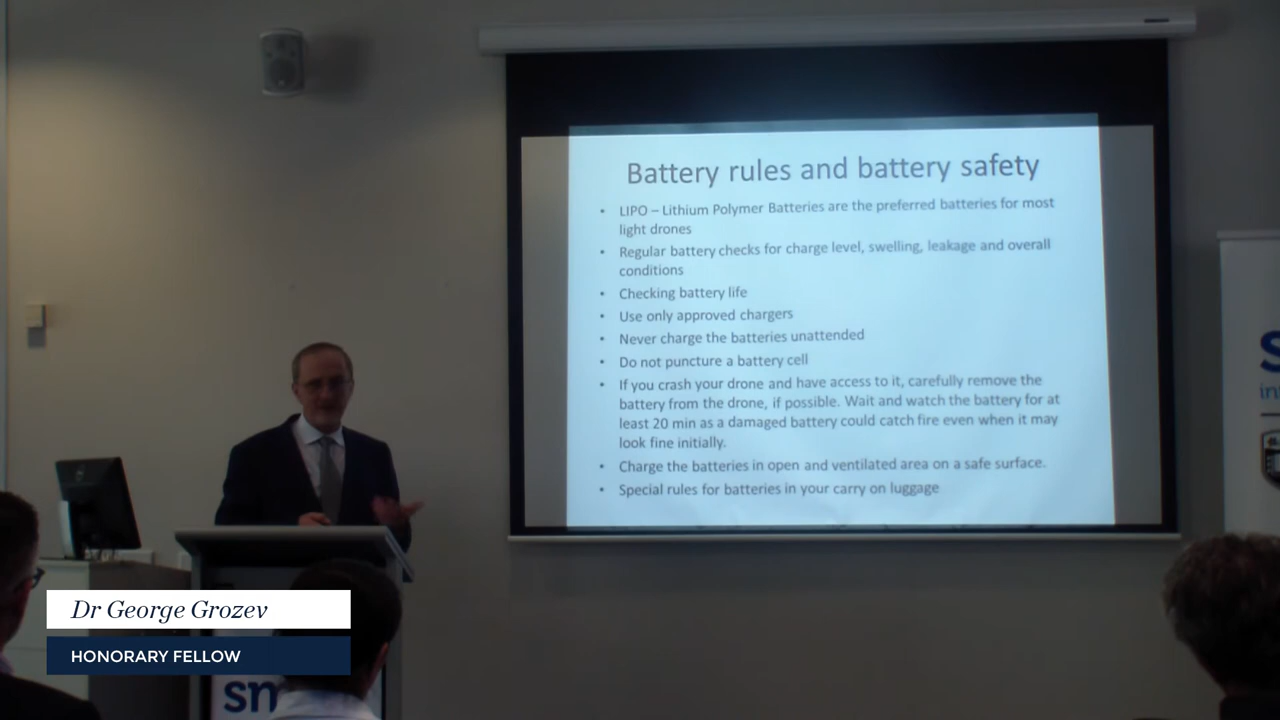 Battery rules and battery safety
• LIPO – Lithium Polymer Batteries are the preferred batteries for most
light drones
• Regular battery checks for charge level, swelling, leakage and overall
conditions
• Checking battery life
• Use only approved chargers
• Never charge the batteries unattended
• Do not puncture a battery cell
• If you crash your drone and have access to it, carefully remove the
battery from the drone, if possible. Wait and watch the battery for at
least 20 min as a damaged battery could catch fire even when it may
look fine initially.
• Charge the batteries in open and ventilated area on a safe surface.
• Special rules for batteries in your carry on luggage
Dr George Grozev
HONORARY FELLOW